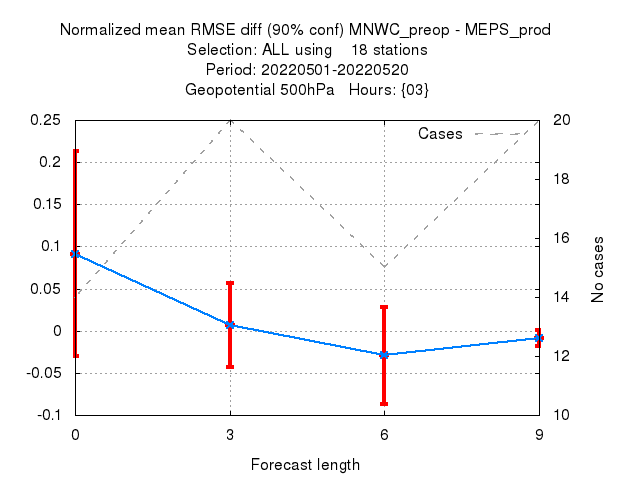 Normalized mean RMSE diff (90% conf) MNWC_preop - MEPS_prod
Selection: ALL using    18 stations
Period: 20220501-20220520
Geopotential 500hPa   Hours: {03}
Cases
0.25
0.2
0.15
0.1
0.05
0
-0.05
-0.1
20
18
16
14
12
10
No cases
0 3 6 9
Forecast length